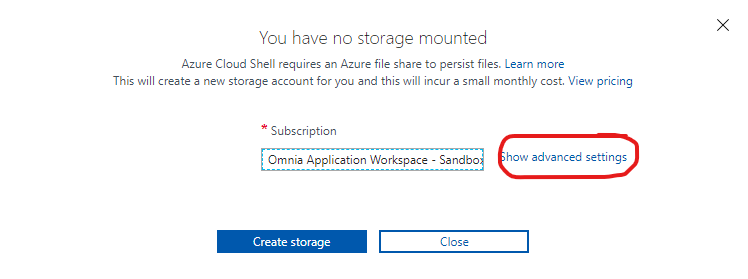 You have no storage mounted
Azure Cloud Shell requires an Azure file share to persist files. Learn more
This will create a new storage account for you and this will incur a small monthly cost. View pricing
* Subscription
Omnia Application Workspace - Sandbox
Show advanced settings
Create storage
Close